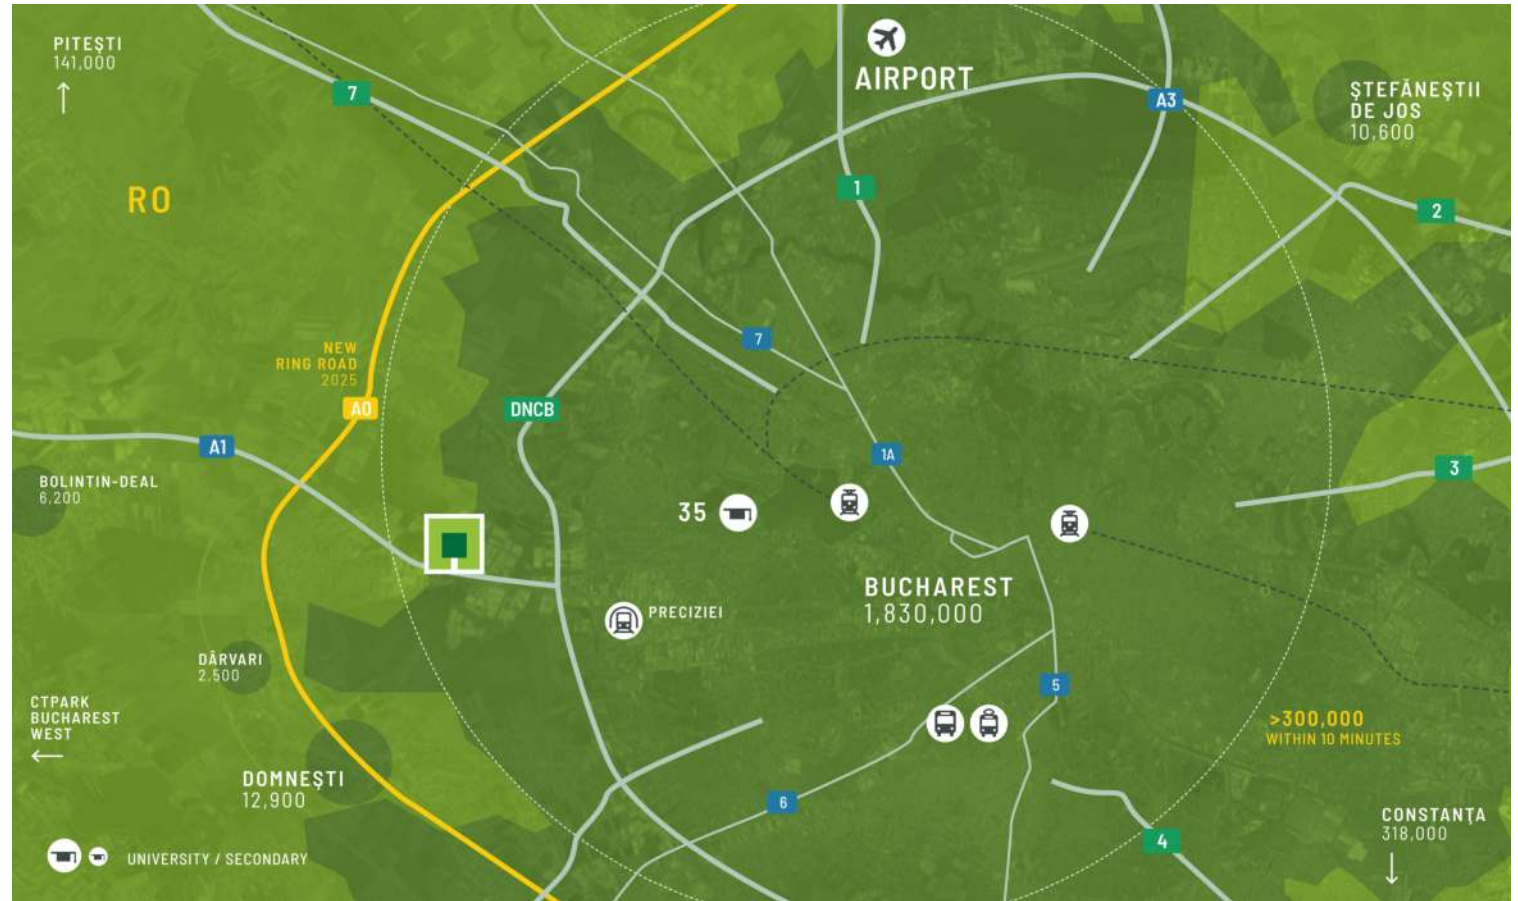 PITEȘTI
141,000
7
AIRPORT
A3
ȘTEFĂNEȘTII
DE JOS
10,600
RO
1
2
NEW
RING ROAD
2025
7
A0
DNCB
A1
1A
3
BOLINTIN-DEAL
6,200
35
BUCHAREST
1,830,000
PRECIZIEI
DÂRVARI
2.500
CTPARK
BUCHAREST
WEST
5
>300,000
WITHIN 10 MINUTES
DOMNEȘTI
12,900
6
CONSTANȚA
318,000
4
UNIVERSITY / SECONDARY